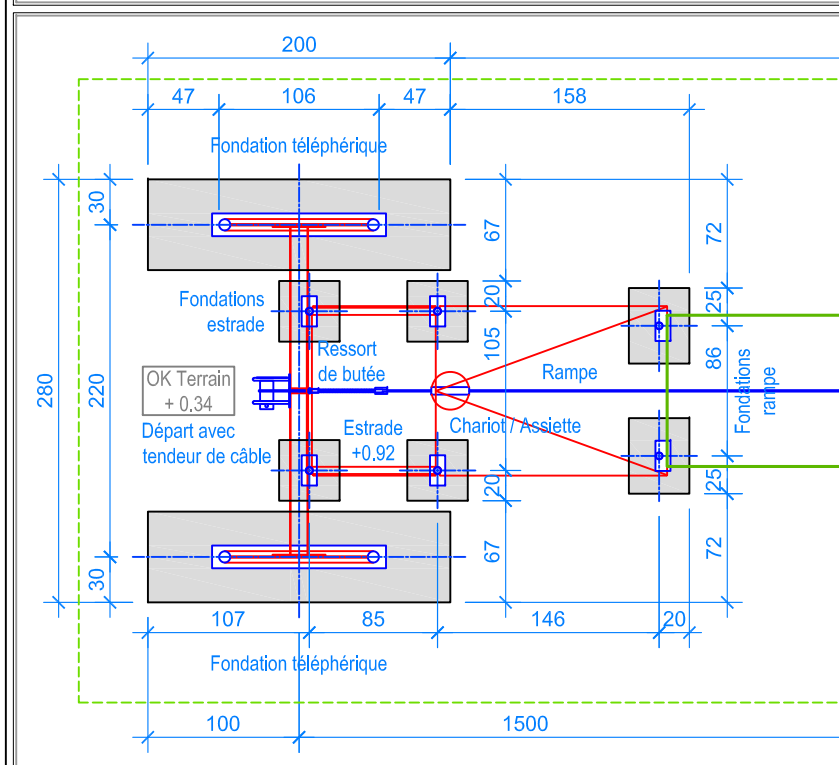 200
47
106
47
158
Fondation téléphérique
30
67
72
Fondations
estrade
20
25
Ressort
de butée
105
86
280
220
OK Terrain
+ 0.34
Rampe
Fondations
rampe
Départ avec
tendeur de câble
Estrade
+0.92
Chariot / Assiette
20
25
30
67
72
107
85
146
20
Fondation téléphérique
100
1500